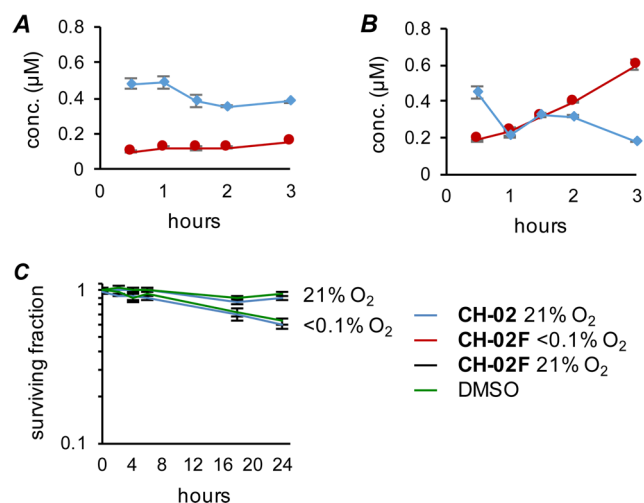 A
0.8
0.6
0.4
0.2
0
conc. (µM)
0 1 2 3
hours
B
0.8
0.6
0.4
0.2
0
conc. (µM)
0 1 2 3
hours
C
1
0.1
surviving fraction
0 4 8 12 16 20 24
hours
21% O₂
<0.1% O₂
CH-02 21% O₂
CH-02F <0.1% O₂
CH-02F 21% O₂
DMSO